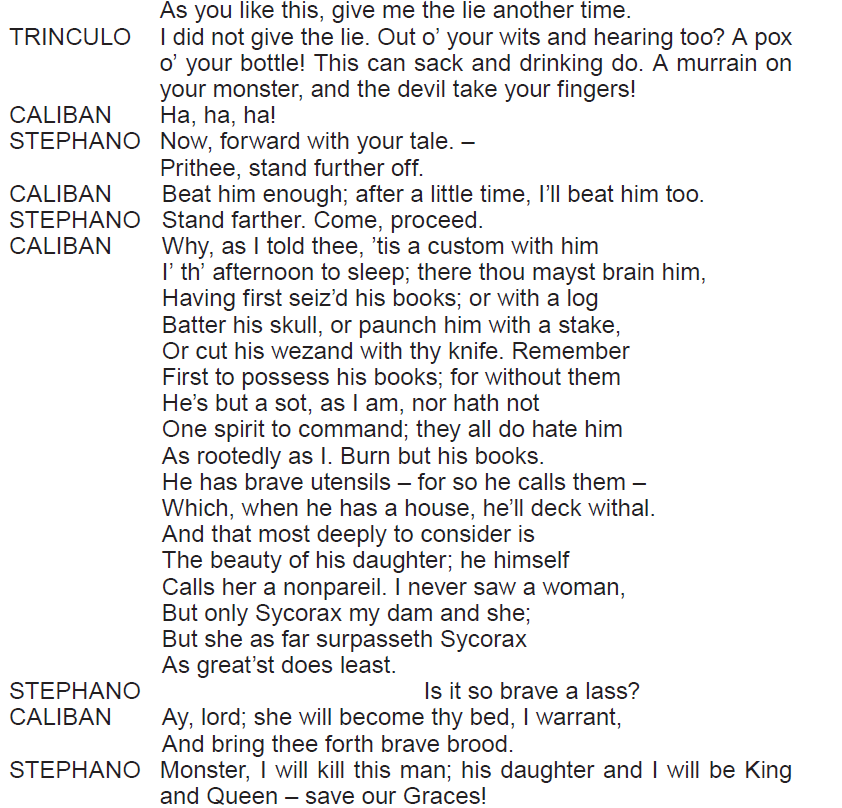 As you like this, give me the lie another time.
TRINCULO I did not give the lie. Out o’ your wits and hearing too? A pox
o’ your bottle! This can sack and drinking do. A murrain on
your monster, and the devil take your fingers!
CALIBAN Ha, ha, ha!
STEPHANO Now, forward with your tale. –
Prithee, stand further off.
CALIBAN Beat him enough; after a little time, I’ll beat him too.
STEPHANO Stand farther. Come, proceed.
CALIBAN Why, as I told thee, ’tis a custom with him
I’ th’ afternoon to sleep; there thou mayst brain him,
Having first seiz’d his books; or with a log
Batter his skull, or paunch him with a stake,
Or cut his wezand with thy knife. Remember
First to possess his books; for without them
He’s but a sot, as I am, nor hath not
One spirit to command; they all do hate him
As rootedly as I. Burn but his books.
He has brave utensils – for so he calls them –
Which, when he has a house, he’ll deck withal.
And that most deeply to consider is
The beauty of his daughter; he himself
Calls her a nonpareil. I never saw a woman,
But only Sycorax my dam and she;
But she as far surpasseth Sycorax
As great’st does least.
STEPHANO Is it so brave a lass?
CALIBAN Ay, lord; she will become thy bed, I warrant,
And bring thee forth brave brood.
STEPHANO Monster, I will kill this man; his daughter and I will be King
and Queen – save our Graces!